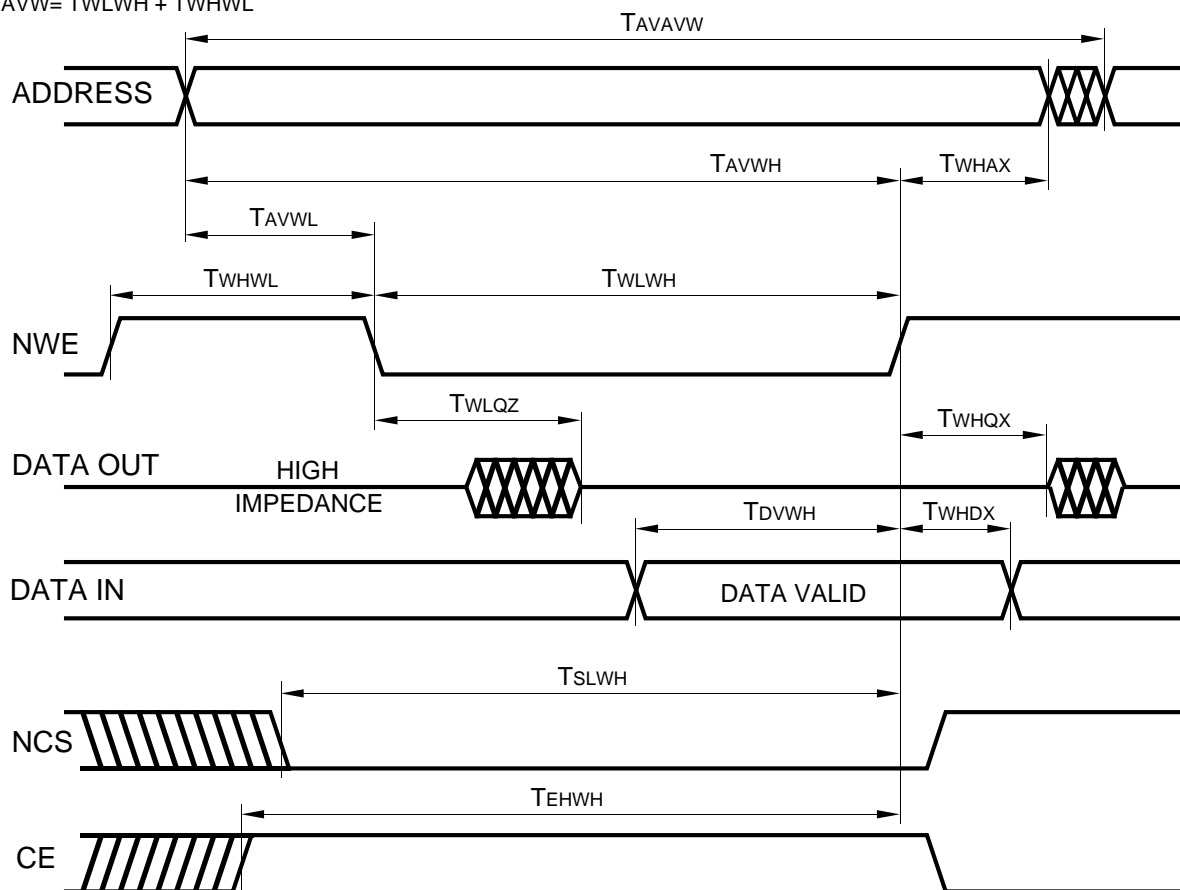 AVW= TWLWH + TWHWL
TAVAVW
ADDRESS
TAVWH
TWHAX
TAVWL
TWHWL
TWLWH
NWE
TWLQZ
TWHQX
DATA OUT
HIGH
IMPEDANCE
TDVWH
TWHDX
DATA IN
DATA VALID
TSLWH
NCS
TEHWH
CE